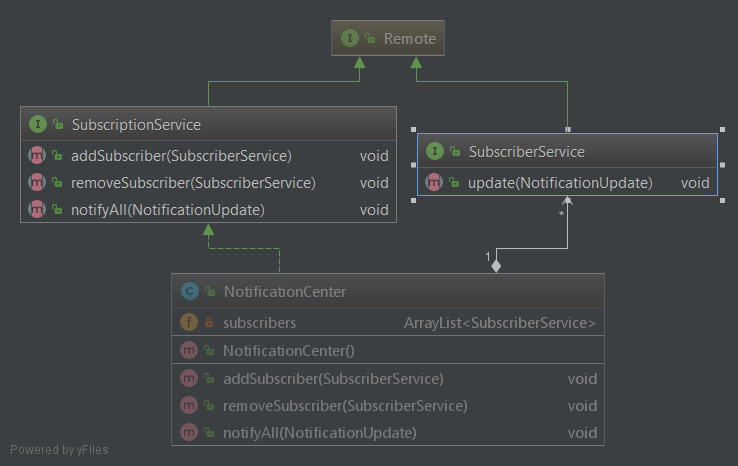 I Remote
I SubscriptionService
m addSubscriber(SubscriberService) void
m removeSubscriber(SubscriberService) void
m notifyAll(NotificationUpdate) void
I SubscriberService
m update(NotificationUpdate) void
*
1
C NotificationCenter
f subscribers ArrayList<SubscriberService>
m NotificationCenter()
m addSubscriber(SubscriberService) void
m removeSubscriber(SubscriberService) void
m notifyAll(NotificationUpdate) void
Powered by yFiles